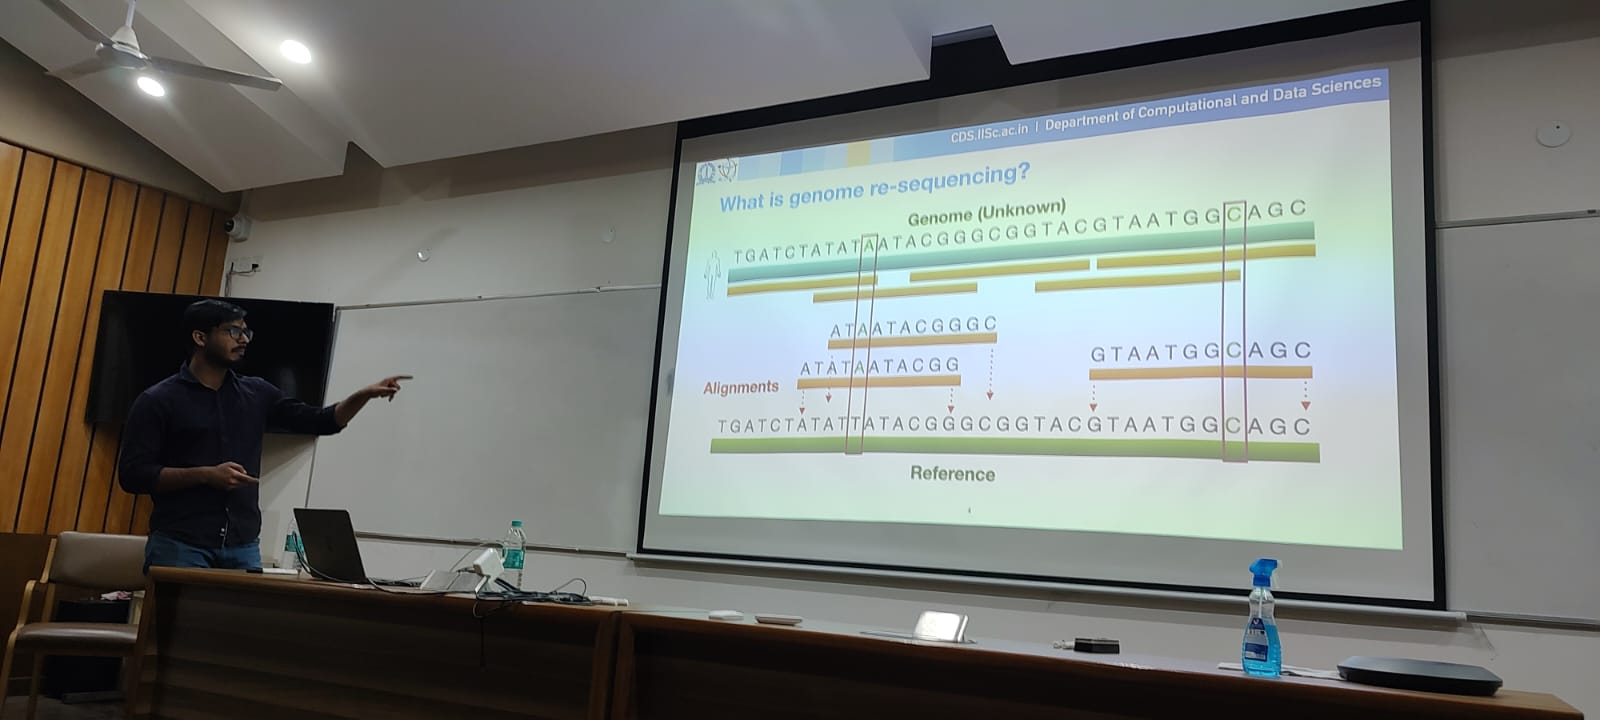 CDS.IISc.ac.in | Department of Computational and Data Sciences
What is genome re-sequencing?
Genome (Unknown)
TGATCTATATAATACGGGCGGTACGTAATGGCAGC
ATAATACGGGC
ATATAATACGG
GTAATGGCAGC
Alignments
TGATCTATATTATACGGGCGGTACGTAATGGCAGC
Reference
4